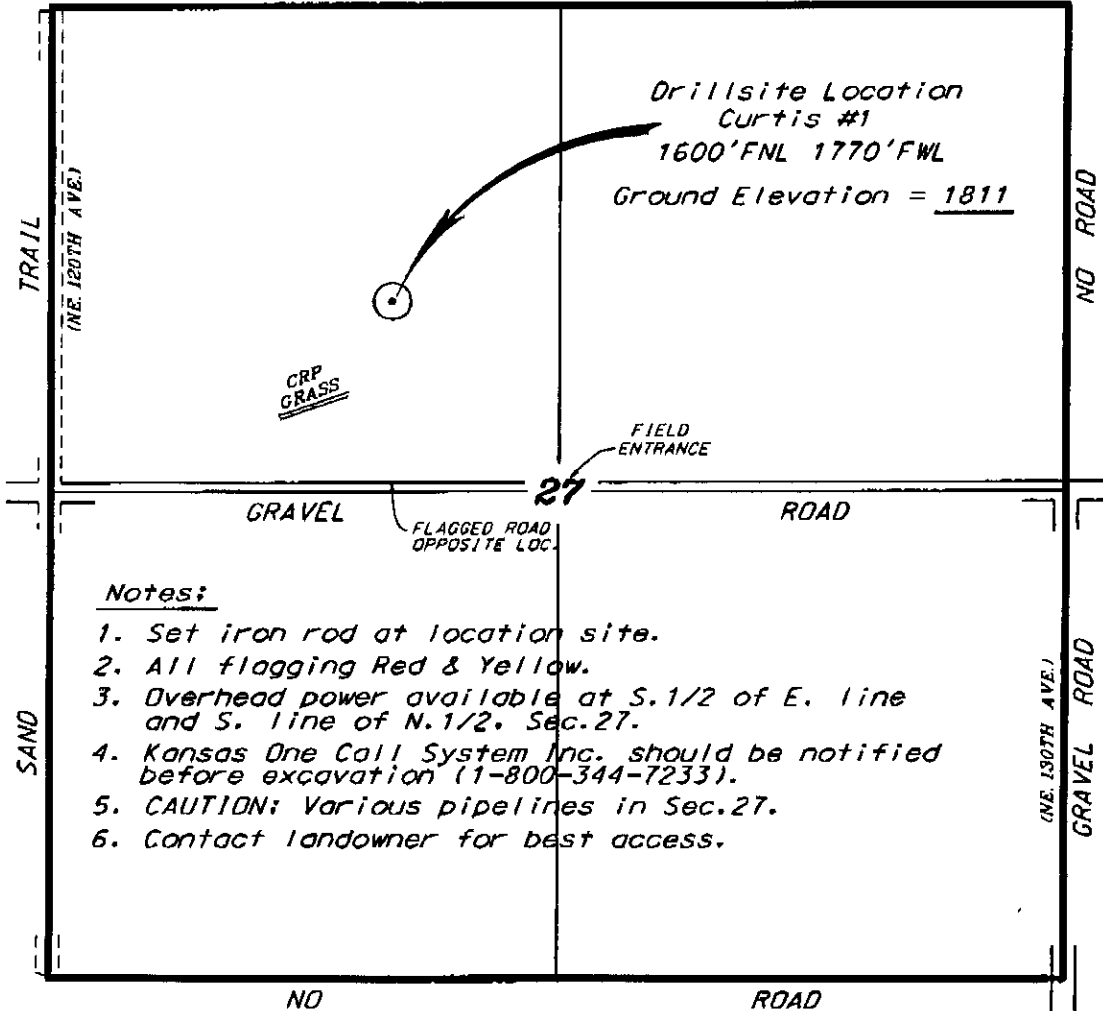 Drillsite Location
Curtis #1
1600'FNL 1770'FWL
Ground Elevation = 1811
TRAIL
(NE. 120TH AVE.)
NO ROAD
CRP
GRASS
FIELD
ENTRANCE
27
GRAVEL
ROAD
FLAGGED ROAD
OPPOSITE LOC.
Notes:
1. Set iron rod at location site.
2. All flagging Red & Yellow.
3. Overhead power available at S.1/2 of E. line
and S. line of N.1/2. Sec.27.
4. Kansas One Call System Inc. should be notified
before excavation (1-800-344-7233).
5. CAUTION: Various pipelines in Sec.27.
6. Contact landowner for best access.
SAND
(NE. 130TH AVE.)
GRAVEL ROAD
NO
ROAD